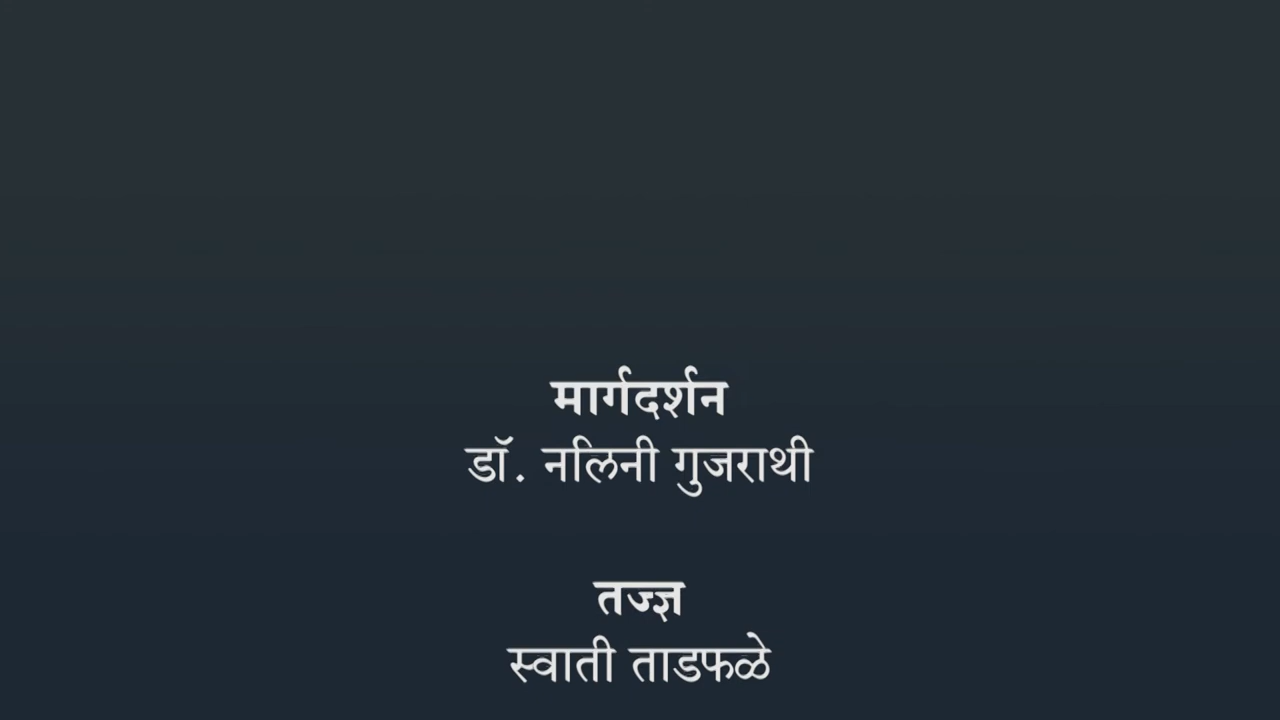 मार्गदर्शन
डॉ. नलिनी गुजराथी
तज्ज्ञ
स्वाती ताडफळे